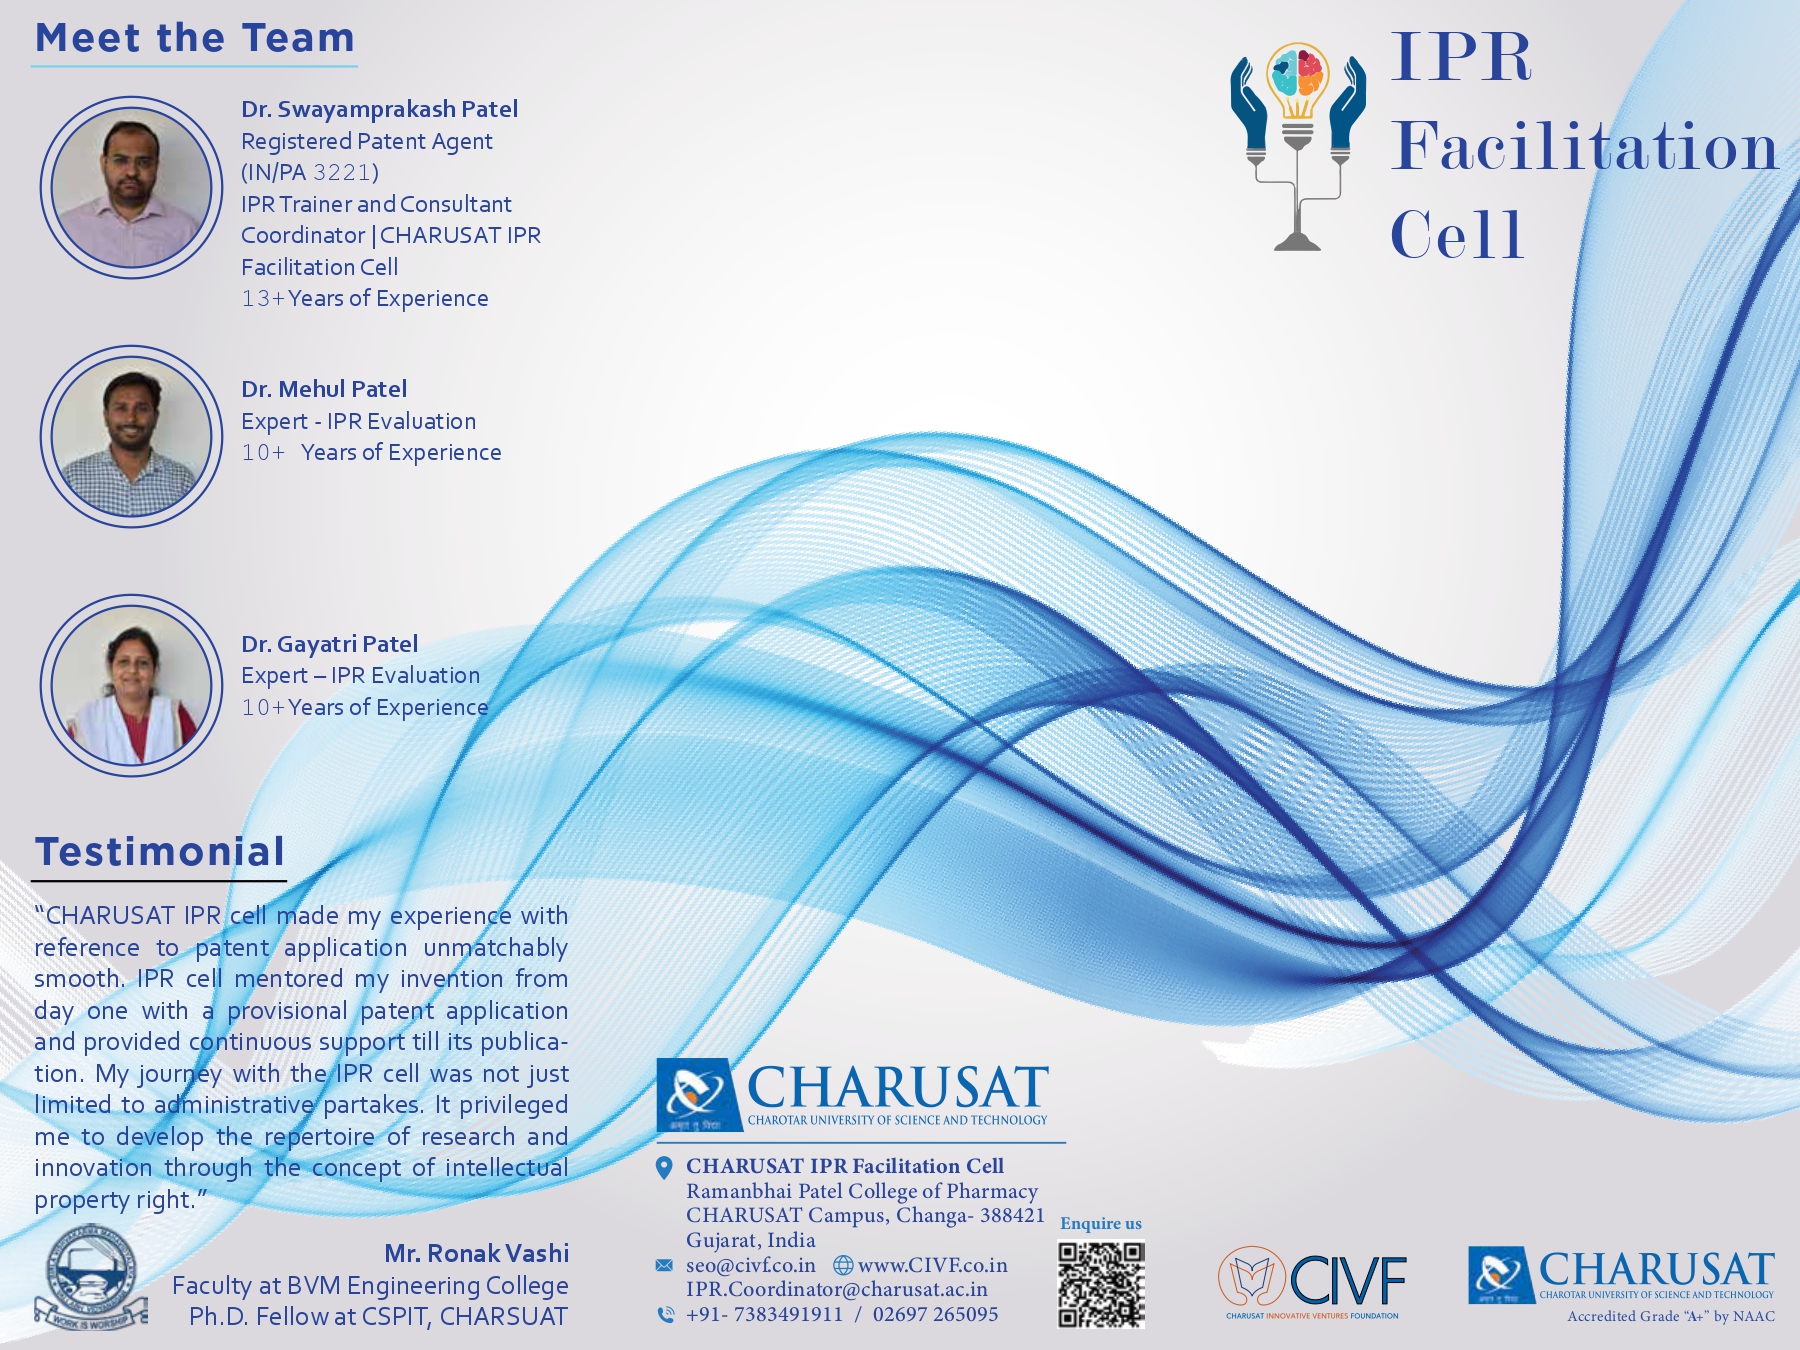 Meet the Team
Dr. Swayamprakash Patel
Registered Patent Agent
(IN/PA 3221)
IPR Trainer and Consultant
Coordinator | CHARUSAT IPR
Facilitation Cell
13+ Years of Experience
Dr. Mehul Patel
Expert - IPR Evaluation
10+ Years of Experience
Dr. Gayatri Patel
Expert – IPR Evaluation
10+ Years of Experience
Testimonial
“CHARUSAT IPR cell made my experience with
reference to patent application unmatchably
smooth. IPR cell mentored my invention from
day one with a provisional patent application
and provided continuous support till its publica-
tion. My journey with the IPR cell was not just
limited to administrative partakes. It privileged
me to develop the repertoire of research and
innovation through the concept of intellectual
property right.”
WORK IS WORSHIP
Mr. Ronak Vashi
Faculty at BVM Engineering College
Ph.D. Fellow at CSPIT, CHARSUAT
CHARUSAT
CHAROTAR UNIVERSITY OF SCIENCE AND TECHNOLOGY
CHARUSAT IPR Facilitation Cell
Ramanbhai Patel College of Pharmacy
CHARUSAT Campus, Changa- 388421
Gujarat, India
seo@civf.co.in www.CIVF.co.in
IPR.Coordinator@charusat.ac.in
+91- 7383491911 / 02697 265095
Enquire us
IPR
Facilitation
Cell
CIVF
CHARUSAT INNOVATIVE VENTURES FOUNDATION
CHARUSAT
CHAROTAR UNIVERSITY OF SCIENCE AND TECHNOLOGY
Accredited Grade “A+” by NAAC